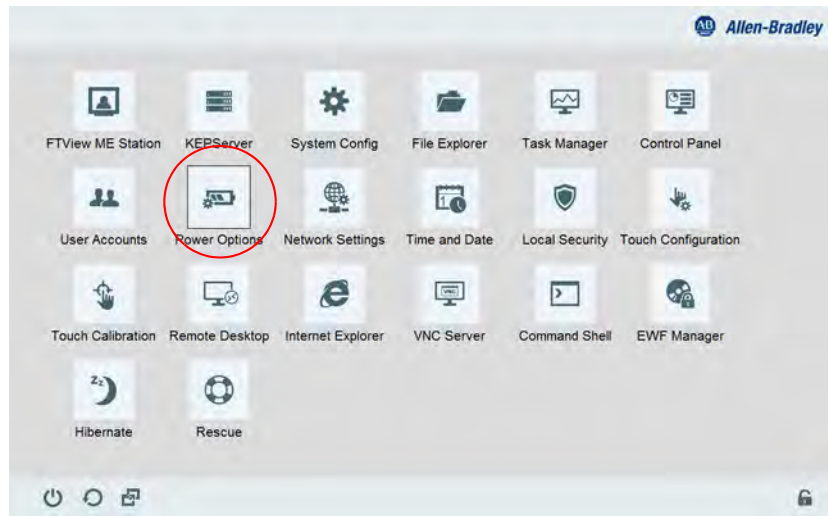 AB Allen-Bradley
FTView ME Station KEPServer System Config File Explorer Task Manager Control Panel
User Accounts Power Options Network Settings Time and Date Local Security Touch Configuration
Touch Calibration Remote Desktop Internet Explorer VNC Server Command Shell EWF Manager
Hibernate Rescue